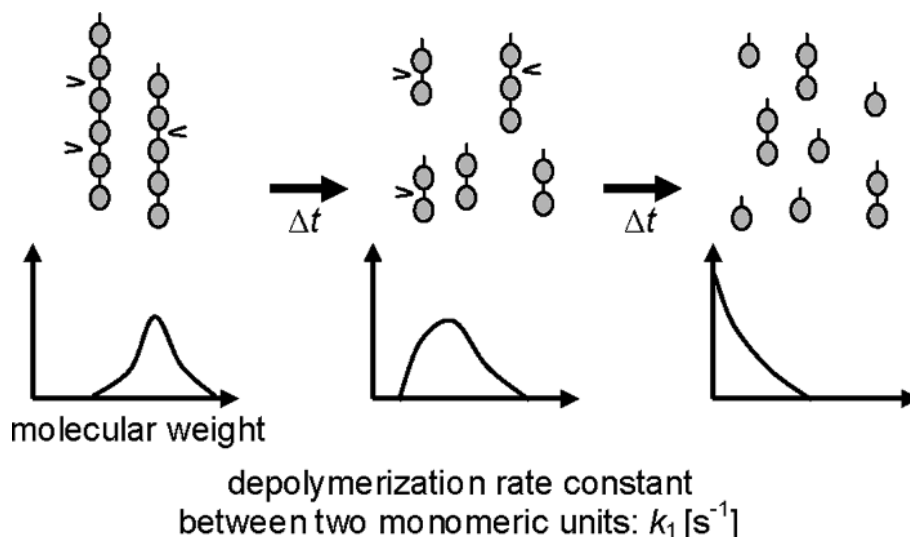 Δt
Δt
molecular weight
depolymerization rate constant
between two monomeric units: k₁ [s⁻¹]